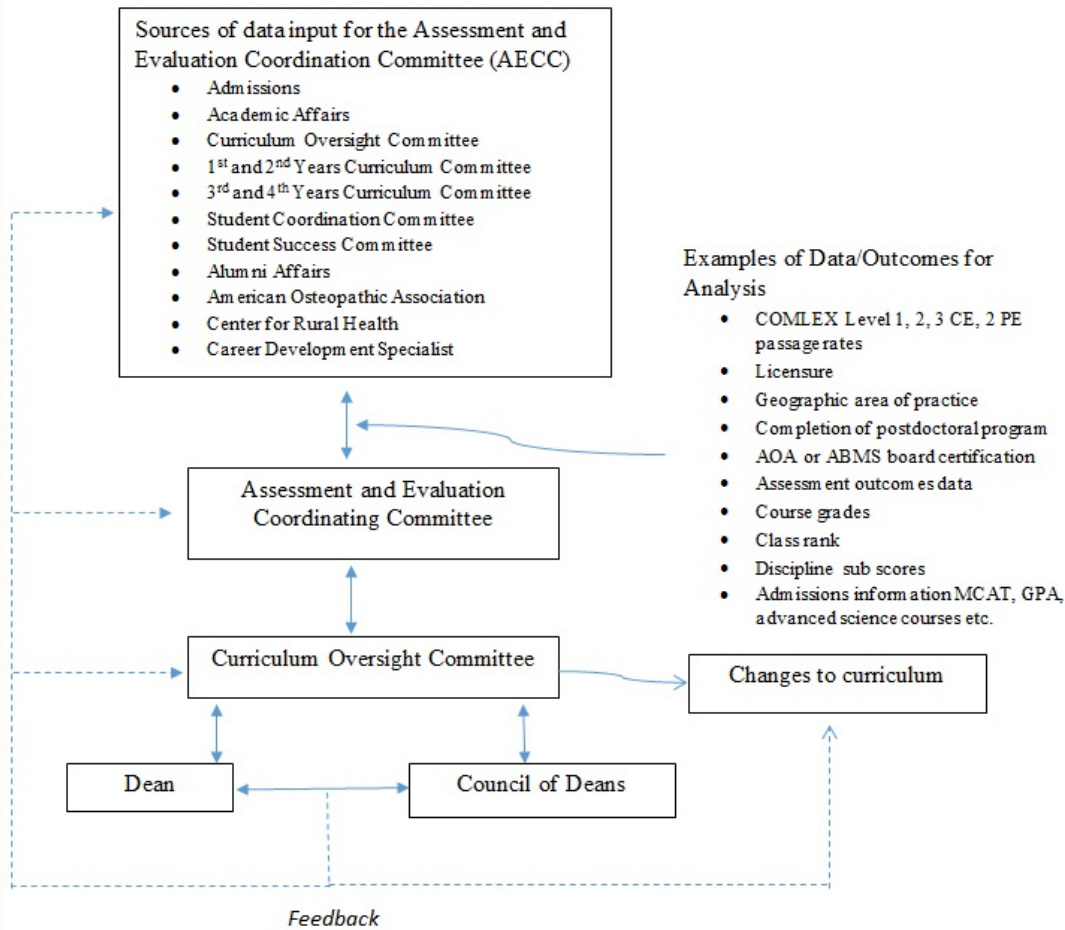 Sources of data input for the Assessment and
Evaluation Coordination Committee (AECC)
• Admissions
• Academic Affairs
• Curriculum Oversight Committee
• 1st and 2nd Years Curriculum Committee
• 3rd and 4th Years Curriculum Committee
• Student Coordination Committee
• Student Success Committee
• Alumni Affairs
• American Osteopathic Association
• Center for Rural Health
• Career Development Specialist
Examples of Data/Outcomes for
Analysis
• COMLEX Level 1, 2, 3 CE, 2 PE
passage rates
• Licensure
• Geographic area of practice
• Completion of postdoctoral program
• AOA or ABMS board certification
• Assessment outcomes data
• Course grades
• Class rank
• Discipline sub scores
• Admissions information MCAT, GPA,
advanced science courses etc.
Assessment and Evaluation
Coordinating Committee
Curriculum Oversight Committee
Changes to curriculum
Dean
Council of Deans
Feedback